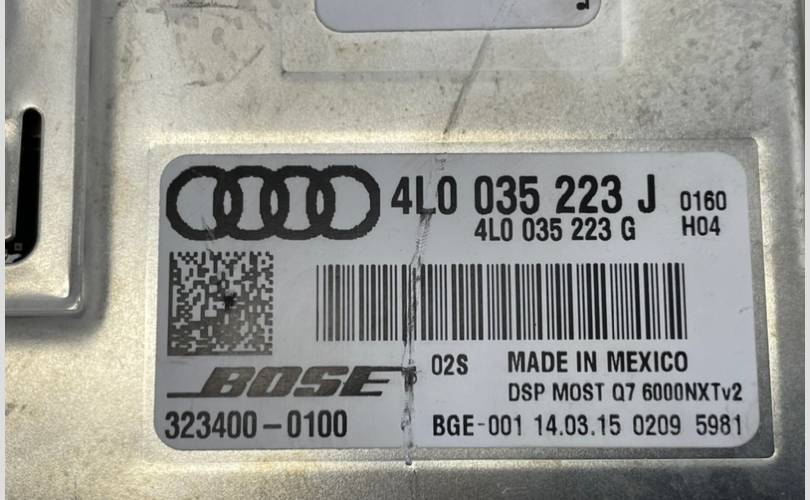 4L0 035 223 J 0160
4L0 035 223 G H04
BOSE 02S MADE IN MEXICO
DSP MOST Q7 6000NXTv2
323400-0100 BGE-001 14.03.15 0209 5981